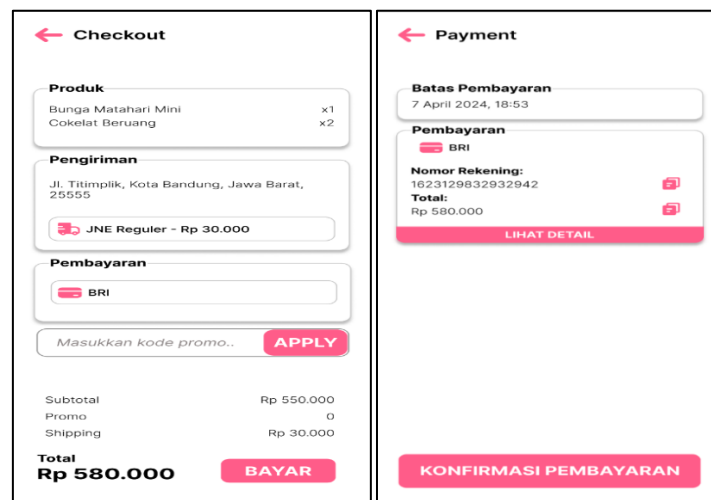 Checkout
Produk
Bunga Matahari Mini x1
Cokelat Beruang x2
Pengiriman
Jl. Titimplik, Kota Bandung, Jawa Barat,
25555
JNE Reguler - Rp 30.000
Pembayaran
BRI
Masukkan kode promo.. APPLY
Subtotal Rp 550.000
Promo 0
Shipping Rp 30.000
Total
Rp 580.000 BAYAR
Payment
Batas Pembayaran
7 April 2024, 18:53
Pembayaran
BRI
Nomor Rekening:
1623129832932942
Total:
Rp 580.000
LIHAT DETAIL
KONFIRMASI PEMBAYARAN